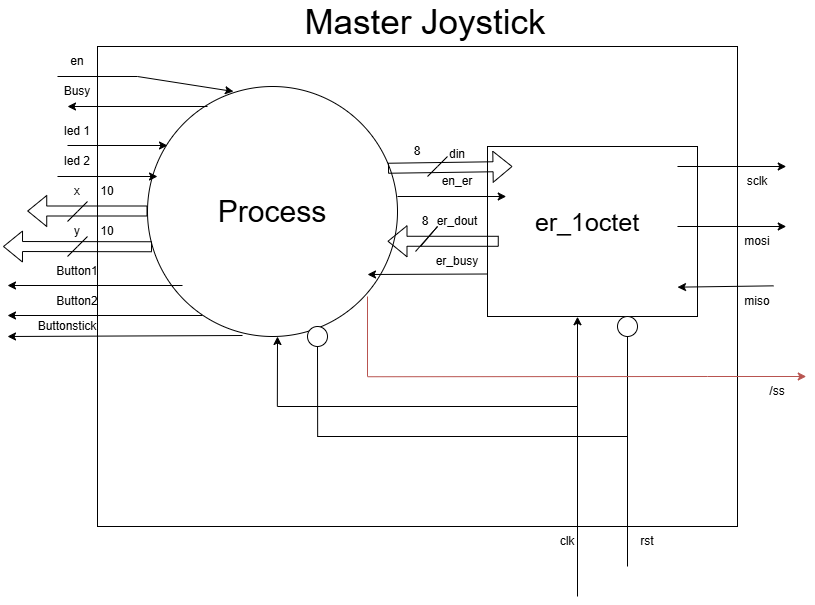 Master Joystick
en
Busy
led 1
led 2
x 10
y 10
Button1
Button2
Buttonstick
Process
8 din
en_er
8 er_dout
er_busy
er_1octet
sclk
mosi
miso
/ss
clk
rst